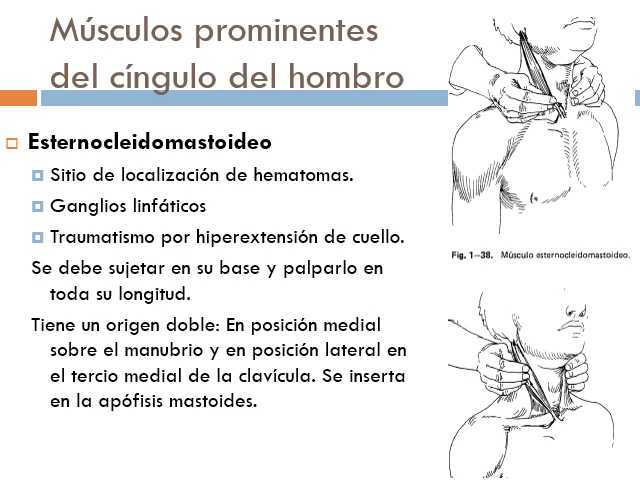 Músculos prominentes
del cíngulo del hombro
Esternocleidomastoideo
Sitio de localización de hematomas.
Ganglios linfáticos
Traumatismo por hiperextensión de cuello.
Se debe sujetar en su base y palparlo en
toda su longitud.
Tiene un origen doble: En posición medial
sobre el manubrio y en posición lateral en
el tercio medial de la clavícula. Se inserta
en la apófisis mastoides.
Fig. 1—38. Músculo esternocleidomastoideo.